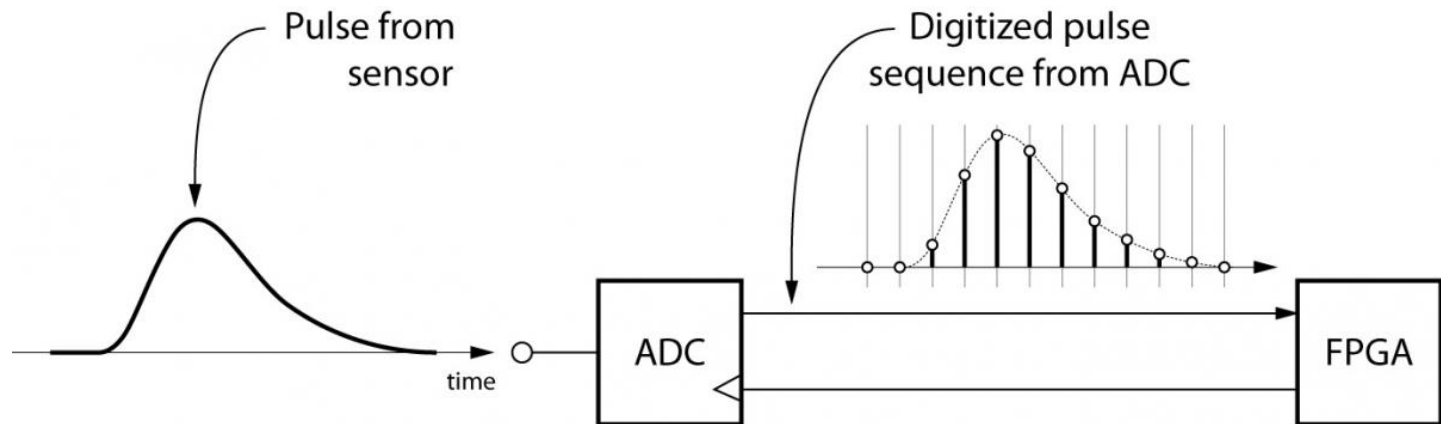 Pulse from
sensor
Digitized pulse
sequence from ADC
time
ADC
FPGA